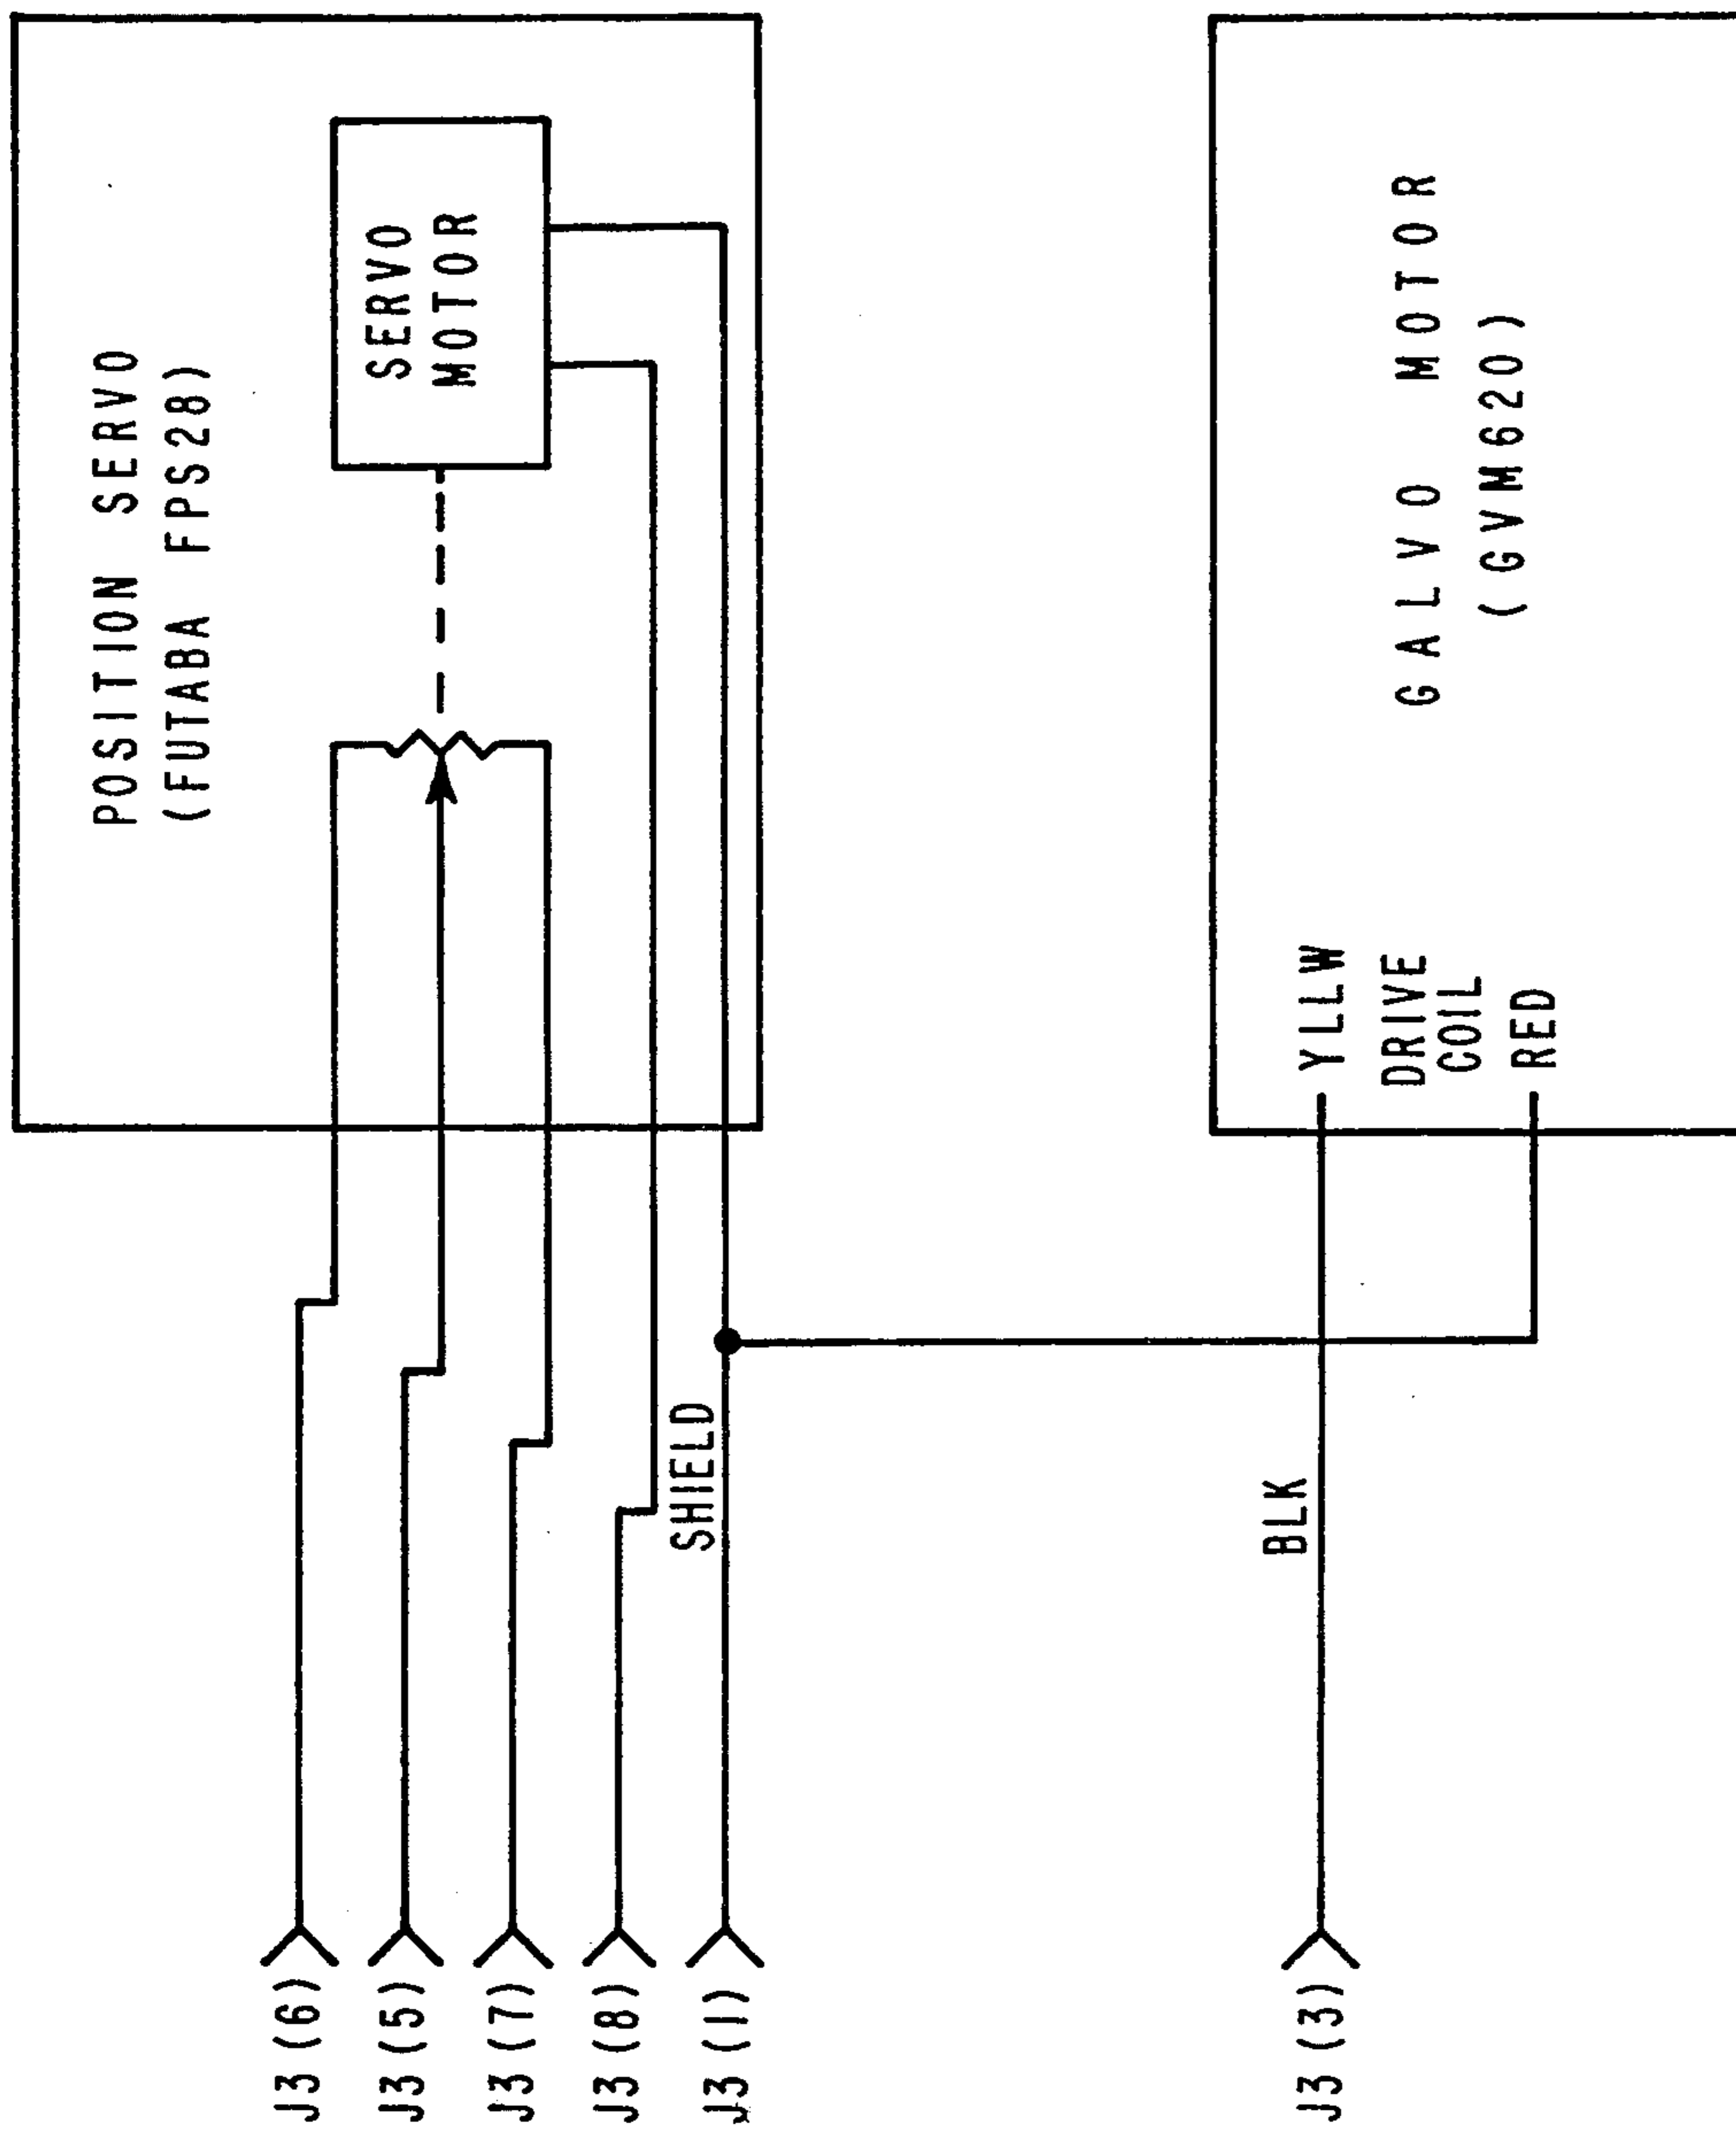 POSITION SERVO
(FUTABA FPS28)
SERVO
MOTOR
J3(6)
J3(5)
J3(7)
J3(8)
SHIELD
J3(1)
BLK
J3(3)
YLLW
DRIVE
COIL
RED
GALVO MOTOR
(GVM620)